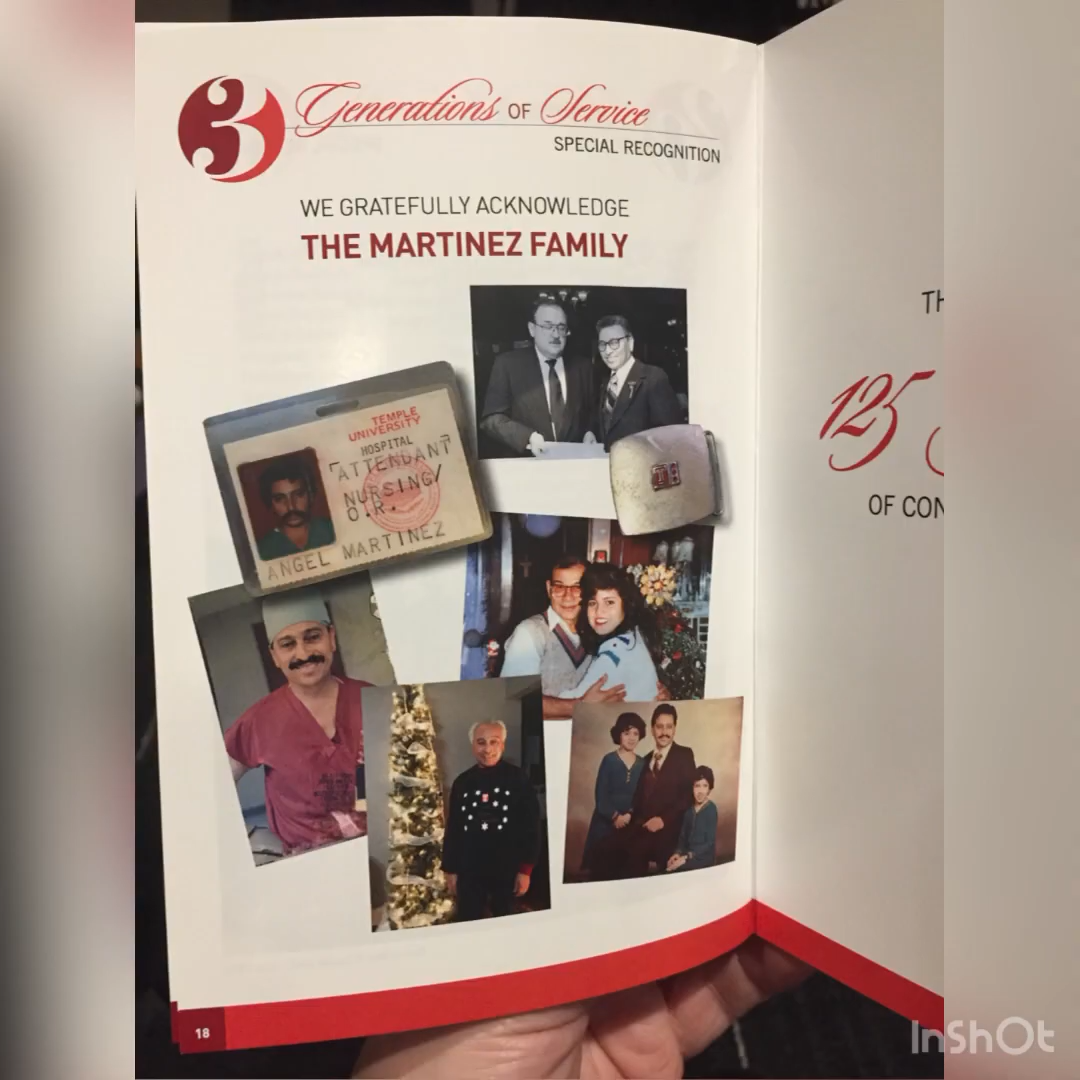 3 Generations OF Service
SPECIAL RECOGNITION
WE GRATEFULLY ACKNOWLEDGE
THE MARTINEZ FAMILY
TEMPLE
UNIVERSITY
HOSPITAL
ATTENDANT
NURSING/
O.R.
ANGEL MARTINEZ
18
TH
125
OF CON
InShOt